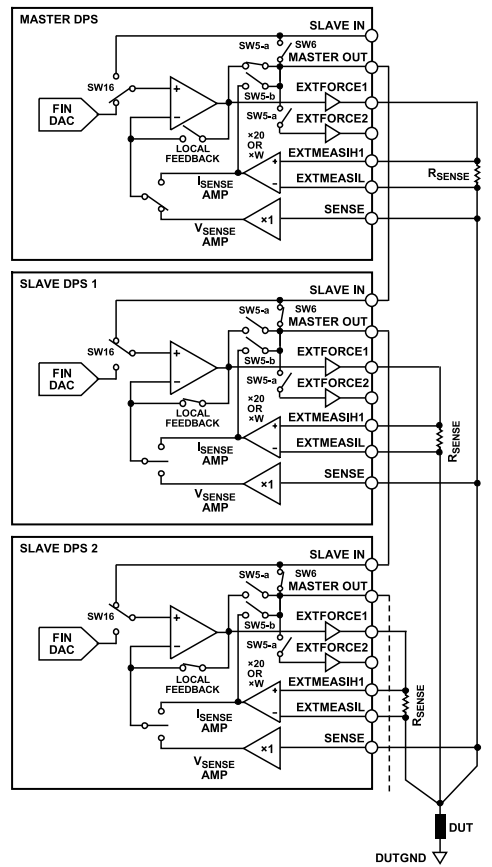 MASTER DPS
SLAVE IN
SW5-a
SW6
MASTER OUT
SW16
EXTFORCE1
FIN
DAC
SW5-b
SW5-a
EXTFORCE2
LOCAL
FEEDBACK
×20
OR
×W
EXTMEASIH1
ISENSE
AMP
EXTMEASIL
RSENSE
SENSE
×1
VSENSE
AMP
SLAVE DPS 1
SLAVE IN
SW5-a
SW6
MASTER OUT
SW16
EXTFORCE1
FIN
DAC
SW5-b
SW5-a
EXTFORCE2
LOCAL
FEEDBACK
×20
OR
×W
EXTMEASIH1
ISENSE
AMP
EXTMEASIL
RSENSE
SENSE
×1
VSENSE
AMP
SLAVE DPS 2
SLAVE IN
SW5-a
SW6
MASTER OUT
SW16
EXTFORCE1
FIN
DAC
SW5-b
SW5-a
EXTFORCE2
LOCAL
FEEDBACK
×20
OR
×W
EXTMEASIH1
ISENSE
AMP
EXTMEASIL
RSENSE
SENSE
×1
VSENSE
AMP
DUT
DUTGND